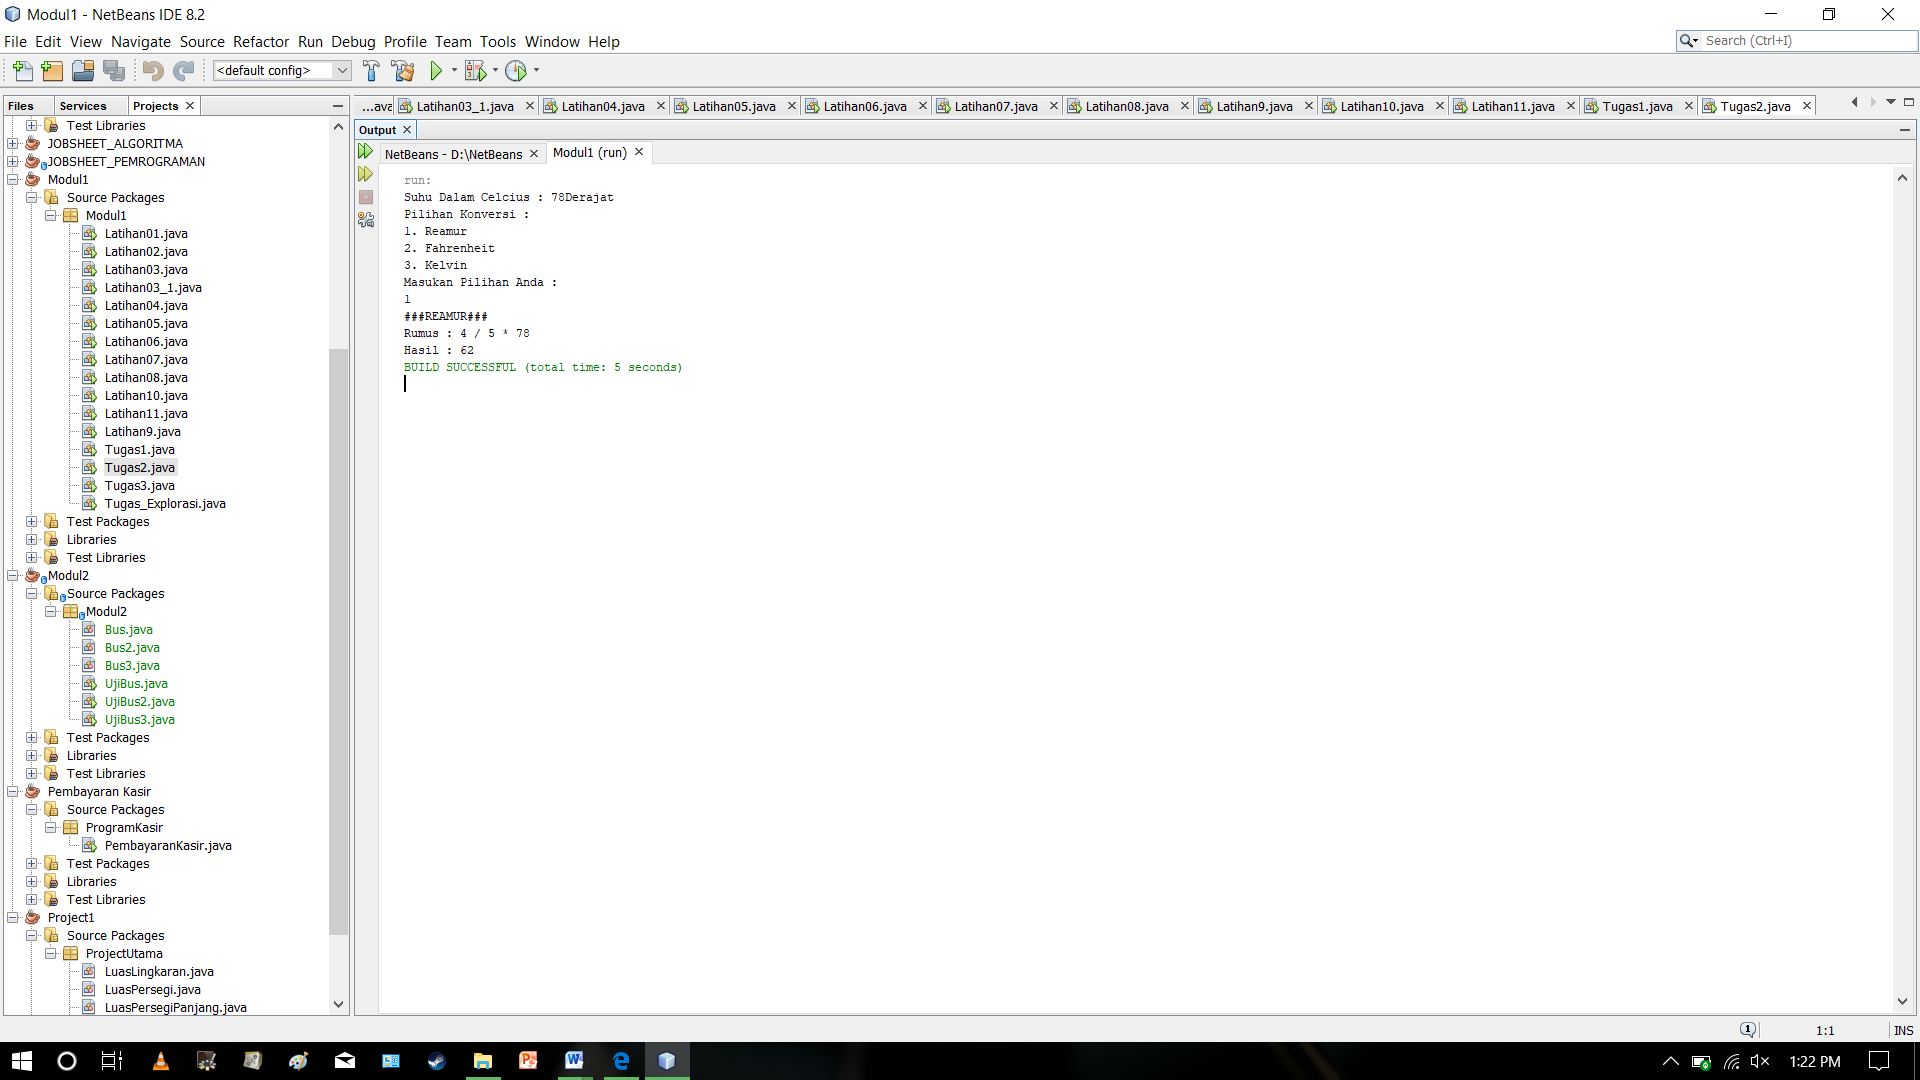 Modul1 - NetBeans IDE 8.2
File Edit View Navigate Source Refactor Run Debug Profile Team Tools Window Help
Search (Ctrl+I)
<default config>
Files Services Projects
...ava Latihan03_1.java Latihan04.java Latihan05.java Latihan06.java Latihan07.java Latihan08.java Latihan9.java Latihan10.java Latihan11.java Tugas1.java Tugas2.java
Test Libraries
JOBSHEET_ALGORITMA
JOBSHEET_PEMROGRAMAN
Modul1
Source Packages
Modul1
Latihan01.java
Latihan02.java
Latihan03.java
Latihan03_1.java
Latihan04.java
Latihan05.java
Latihan06.java
Latihan07.java
Latihan08.java
Latihan10.java
Latihan11.java
Latihan9.java
Tugas1.java
Tugas2.java
Tugas3.java
Tugas_Explorasi.java
Test Packages
Libraries
Test Libraries
Modul2
Source Packages
Modul2
Bus.java
Bus2.java
Bus3.java
UjiBus.java
UjiBus2.java
UjiBus3.java
Test Packages
Libraries
Test Libraries
Pembayaran Kasir
Source Packages
ProgramKasir
PembayaranKasir.java
Test Packages
Libraries
Test Libraries
Project1
Source Packages
ProjectUtama
LuasLingkaran.java
LuasPersegi.java
LuasPersegiPanjang.java
Output
NetBeans - D:\NetBeans Modul1 (run)
run:
Suhu Dalam Celcius : 78Derajat
Pilihan Konversi :
1. Reamur
2. Fahrenheit
3. Kelvin
Masukan Pilihan Anda :
1
###REAMUR###
Rumus : 4 / 5 * 78
Hasil : 62
BUILD SUCCESSFUL (total time: 5 seconds)
1:1 INS
1:22 PM